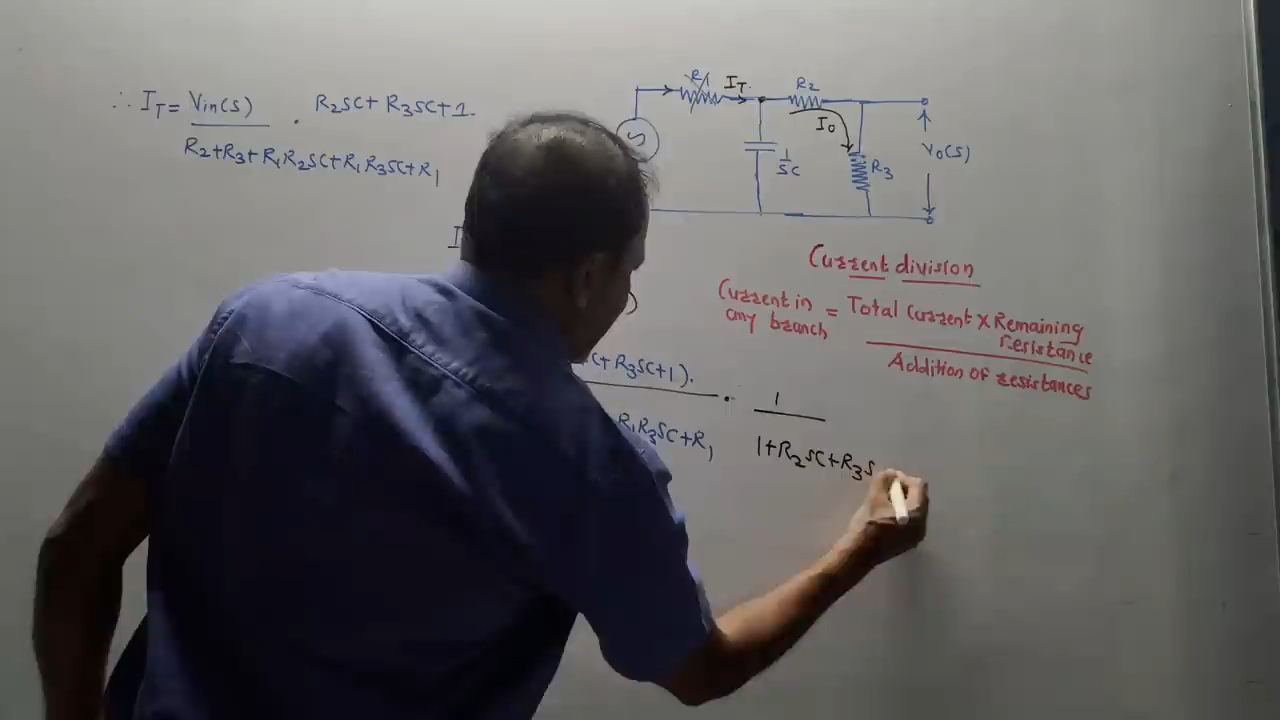 ∴ I_T = Vin(s) . R2SC + R3SC + 1.
R2 + R3 + R1R2SC + R1R3SC + R1
R1
I_T.
R2
I0
1/SC
R3
Vo(s)
I
)
Current division
Current in any branch = Total Current X Remaining resistance
Addition of resistances
C + R3SC + 1).
R1R3SC + R1
. 1
1 + R2SC + R3S